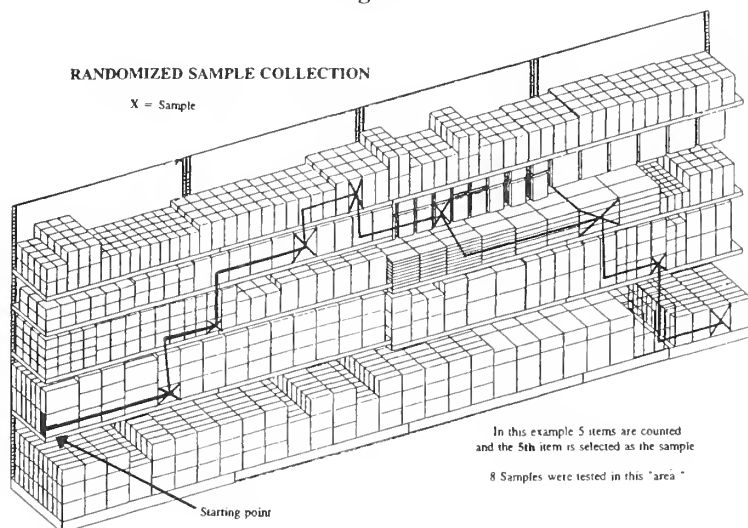 RANDOMIZED SAMPLE COLLECTION
X = Sample
In this example 5 items are counted
and the 5th item is selected as the sample
8 Samples were tested in this "area "
Starting point